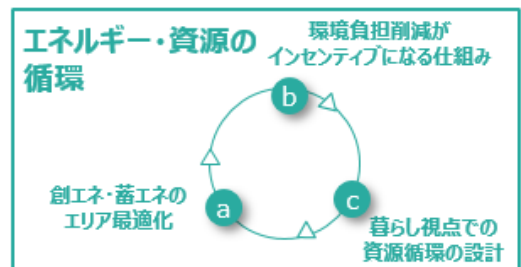 エネルギー・資源の
循環
環境負担削減が
インセンティブになる仕組み
b
創エネ・蓄エネの
エリア最適化
a
c
暮らし視点での
資源循環の設計